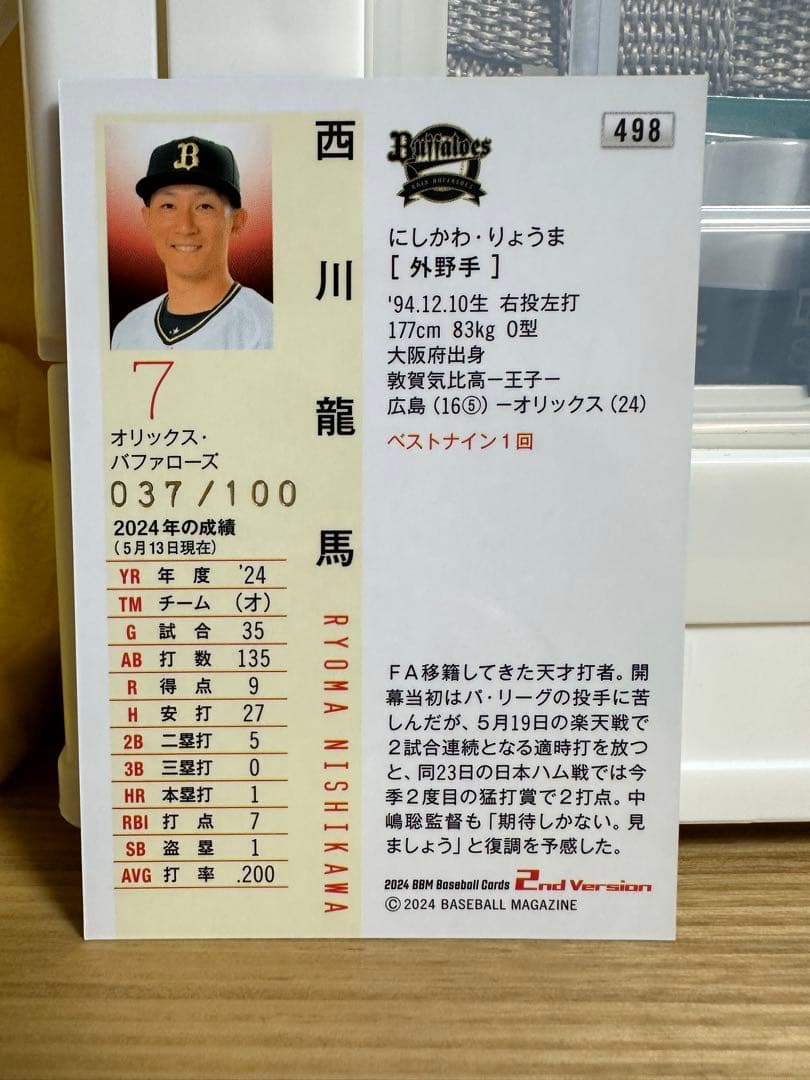 B
7
オリックス・
バファローズ
037/100
2024年の成績
(5月13日現在)
YR 年度 '24
TM チーム (オ)
G 試合 35
AB 打数 135
R 得点 9
H 安打 27
2B 二塁打 5
3B 三塁打 0
HR 本塁打 1
RBI 打点 7
SB 盗塁 1
AVG 打率 .200
西川龍馬
RYOMA NISHIKAWA
Buffaloes
ORIX BUFFALOES
498
にしかわ・りょうま
[外野手]
'94.12.10生 右投左打
177cm 83kg O型
大阪府出身
敦賀気比高ー王子ー
広島(16⑤)ーオリックス(24)
ベストナイン1回
FA移籍してきた天才打者。開
幕当初はパ・リーグの投手に苦
しんだが、5月19日の楽天戦で
2試合連続となる適時打を放つ
と、同23日の日本ハム戦では今
季2度目の猛打賞で2打点。中
嶋聡監督も「期待しかない。見
ましょう」と復調を予感した。
2024 BBM Baseball Cards 2nd Version
©2024 BASEBALL MAGAZINE